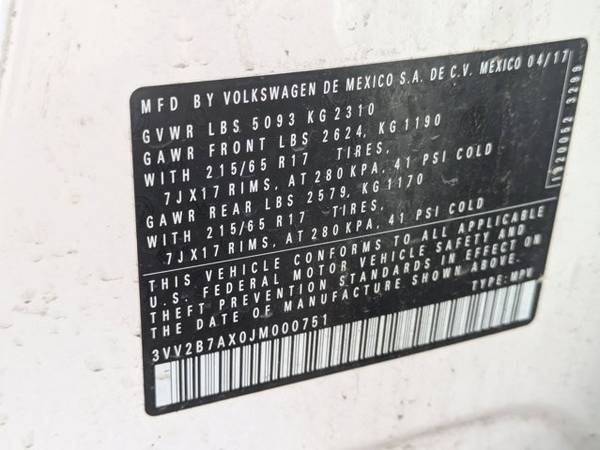 MFD BY VOLKSWAGEN DE MEXICO S.A. DE C.V. MEXICO 04/17
GVWR LBS 5093 KG 2310
GAWR FRONT LBS 2624, KG 1190
WITH 215/65 R17 TIRES,
7JX17 RIMS, AT 280 KPA, 41 PSI COLD
GAWR REAR LBS 2579, KG 1170
WITH 215/65 R17 TIRES,
7JX17 RIMS, AT 280 KPA, 41 PSI COLD
THIS VEHICLE CONFORMS TO ALL APPLICABLE
U.S. FEDERAL MOTOR VEHICLE SAFETY AND
THEFT PREVENTION STANDARDS IN EFFECT ON
THE DATE OF MANUFACTURE SHOWN ABOVE.
3VV2B7AX0JM000751
TYPE: MPV
3299